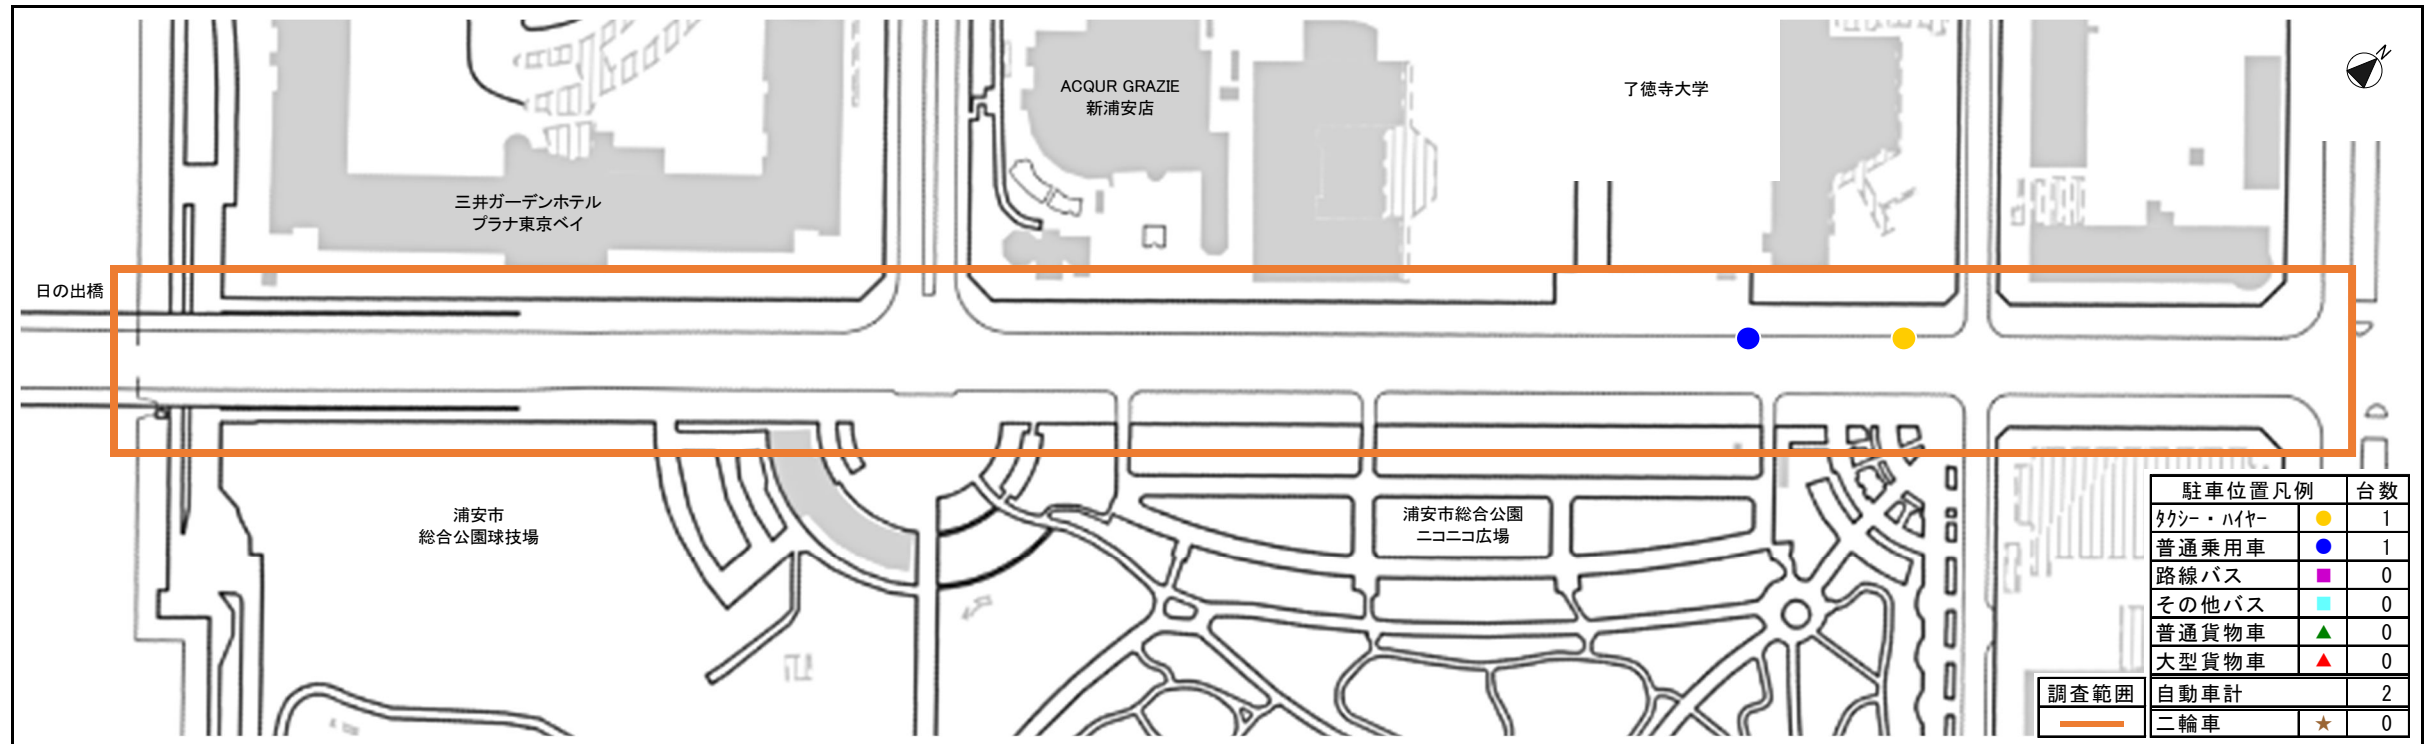 N
ACQUR GRAZIE
新浦安店
了徳寺大学
三井ガーデンホテル
プラナ東京ベイ
日の出橋
浦安市
総合公園球技場
浦安市総合公園
ニコニコ広場
駐車位置凡例 台数
ﾀｸｼｰ・ﾊｲﾔｰ 1
普通乗用車 1
路線バス 0
その他バス 0
普通貨物車 0
大型貨物車 0
調査範囲
自動車計 2
二輪車 0